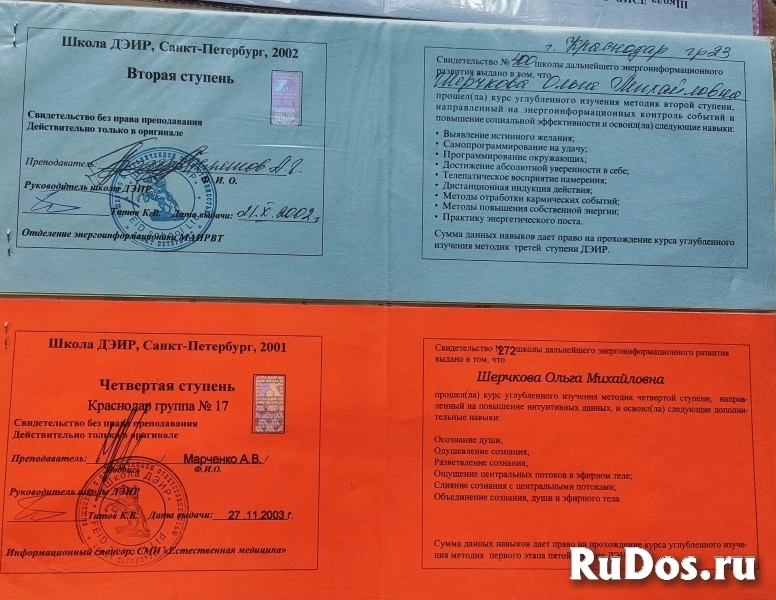 Школа ДЭИР, Санкт-Петербург, 2002
Вторая ступень
Свидетельство без права преподавания
Действительно только в оригинале
Преподаватель:
Ф. И. О.
Руководитель школы ДЭИР
Титов К.В. Дата выдачи: 21.X.2002г
Отделение энергоинформационики МАИРВТ
г. Краснодар гр23
Свидетельство № 400 школы дальнейшего энергоинформационного
развития выдано в том, что
Шерчкова Ольга Михайловна
прошел(ла) курс углубленного изучения методик второй ступени,
направленный на энергоинформационных контроль событий и
повышение социальной эффективности и освоил(ла) следующие навыки:
• Выявление истинного желания;
• Самопрограммирование на удачу;
• Программирование окружающих;
• Достижение абсолютной уверенности в себе;
• Телепатическое восприятие намерения;
• Дистанционная индукция действия;
• Методы отработки кармических событий;
• Методы повышения собственной энергии;
• Практику энергетического поста.
Сумма данных навыков дает право на прохождение курса углубленного
изучения методик третей ступени ДЭИР.
Школа ДЭИР, Санкт-Петербург, 2001
Четвертая ступень
Краснодар группа № 17
Свидетельство без права преподавания
Действительно только в оригинале
Преподаватель: / Марченко А.В. /
Подпись Ф.И.О.
Руководитель школы ДЭИР
Титов К.В. Дата выдачи: 27.11.2003 г.
Информационный спонсор: СМИ "Естественная медицина"
Свидетельство № 272 школы дальнейшего энергоинформационного развития
выдано в том, что
Шерчкова Ольга Михайловна
прошел(ла) курс углубленного изучения методик четвертой ступени, направ-
ленный на повышение интуитивных данных, и освоил(ла) следующие дополни-
тельные навыки:
Осознание души,
Одушевление сознания;
Разветвление сознания;
Ощущение центральных потоков в эфирном теле;
Слияние сознания с центральными потоками;
Объединение сознания, души и эфирного тела.
Сумма данных навыков дает право на прохождение курса углубленного изуче-
ния методик первого этапа пятой ДЭИР
RuDos.ru